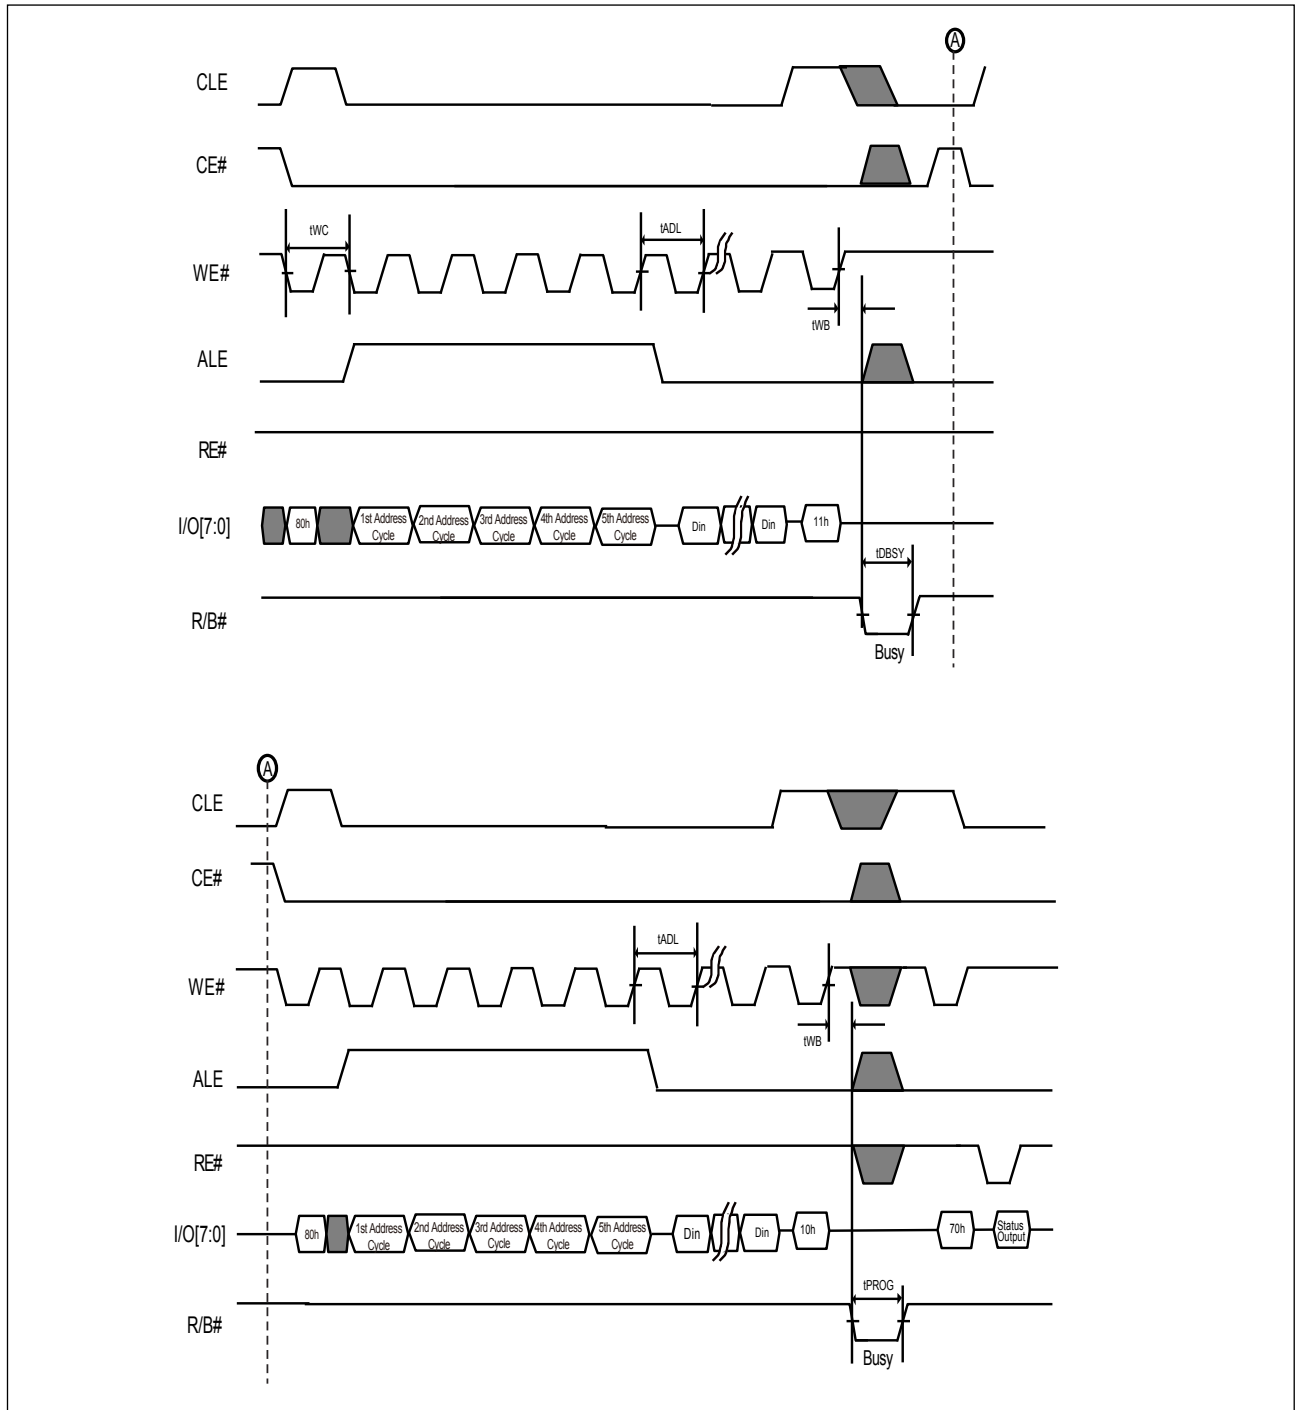 A
CLE
CE#
tWC
tADL
WE#
tWB
ALE
RE#
I/O[7:0]
80h
1st Address
Cycle
2nd Address
Cycle
3rd Address
Cycle
4th Address
Cycle
5th Address
Cycle
Din
Din
11h
tDBSY
R/B#
Busy
A
CLE
CE#
tADL
WE#
tWB
ALE
RE#
I/O[7:0]
80h
1st Address
Cycle
2nd Address
Cycle
3rd Address
Cycle
4th Address
Cycle
5th Address
Cycle
Din
Din
10h
70h
Status
Output
tPROG
R/B#
Busy